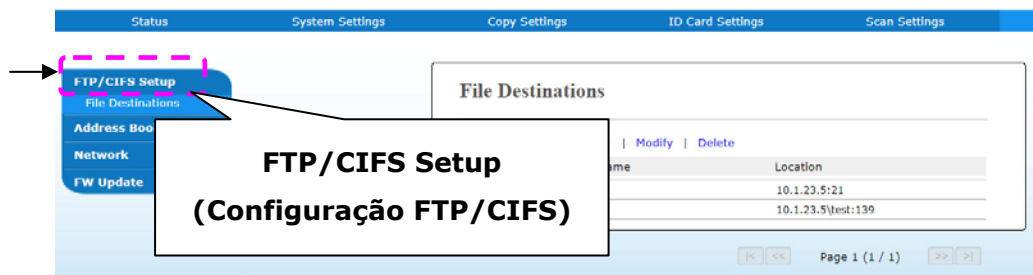 Status System Settings Copy Settings ID Card Settings Scan Settings
FTP/CIFS Setup
File Destinations
Address Boo
Network
FW Update
File Destinations
| Modify | Delete
ame Location
10.1.23.5:21
10.1.23.5\test:139
|< << Page 1 (1 / 1) >> >|
FTP/CIFS Setup
(Configuração FTP/CIFS)